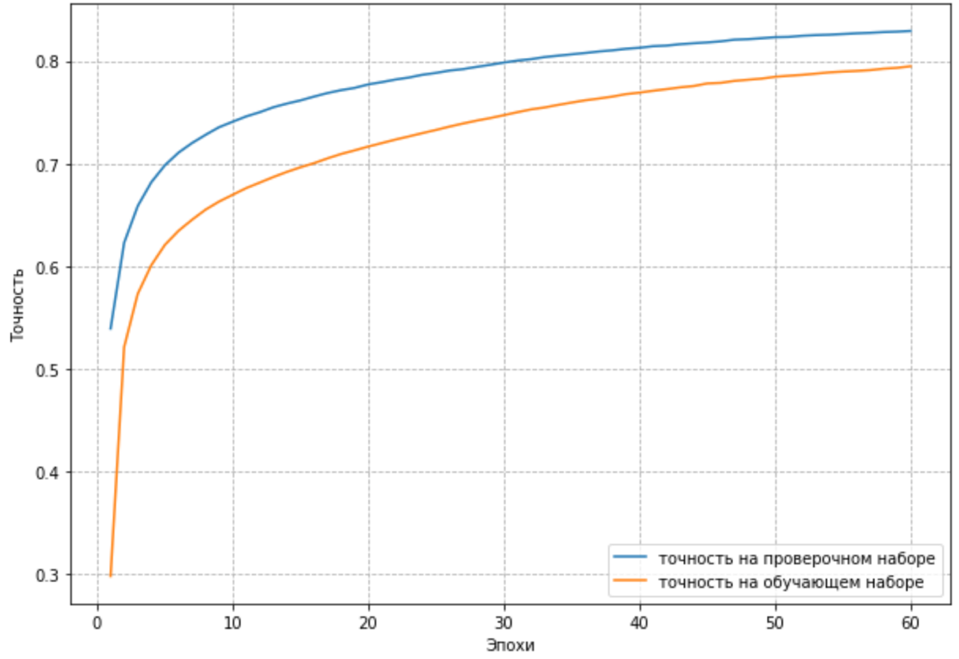 0.8
0.7
0.6
0.5
0.4
0.3
Точность
0 10 20 30 40 50 60
Эпохи
точность на проверочном наборе
точность на обучающем наборе